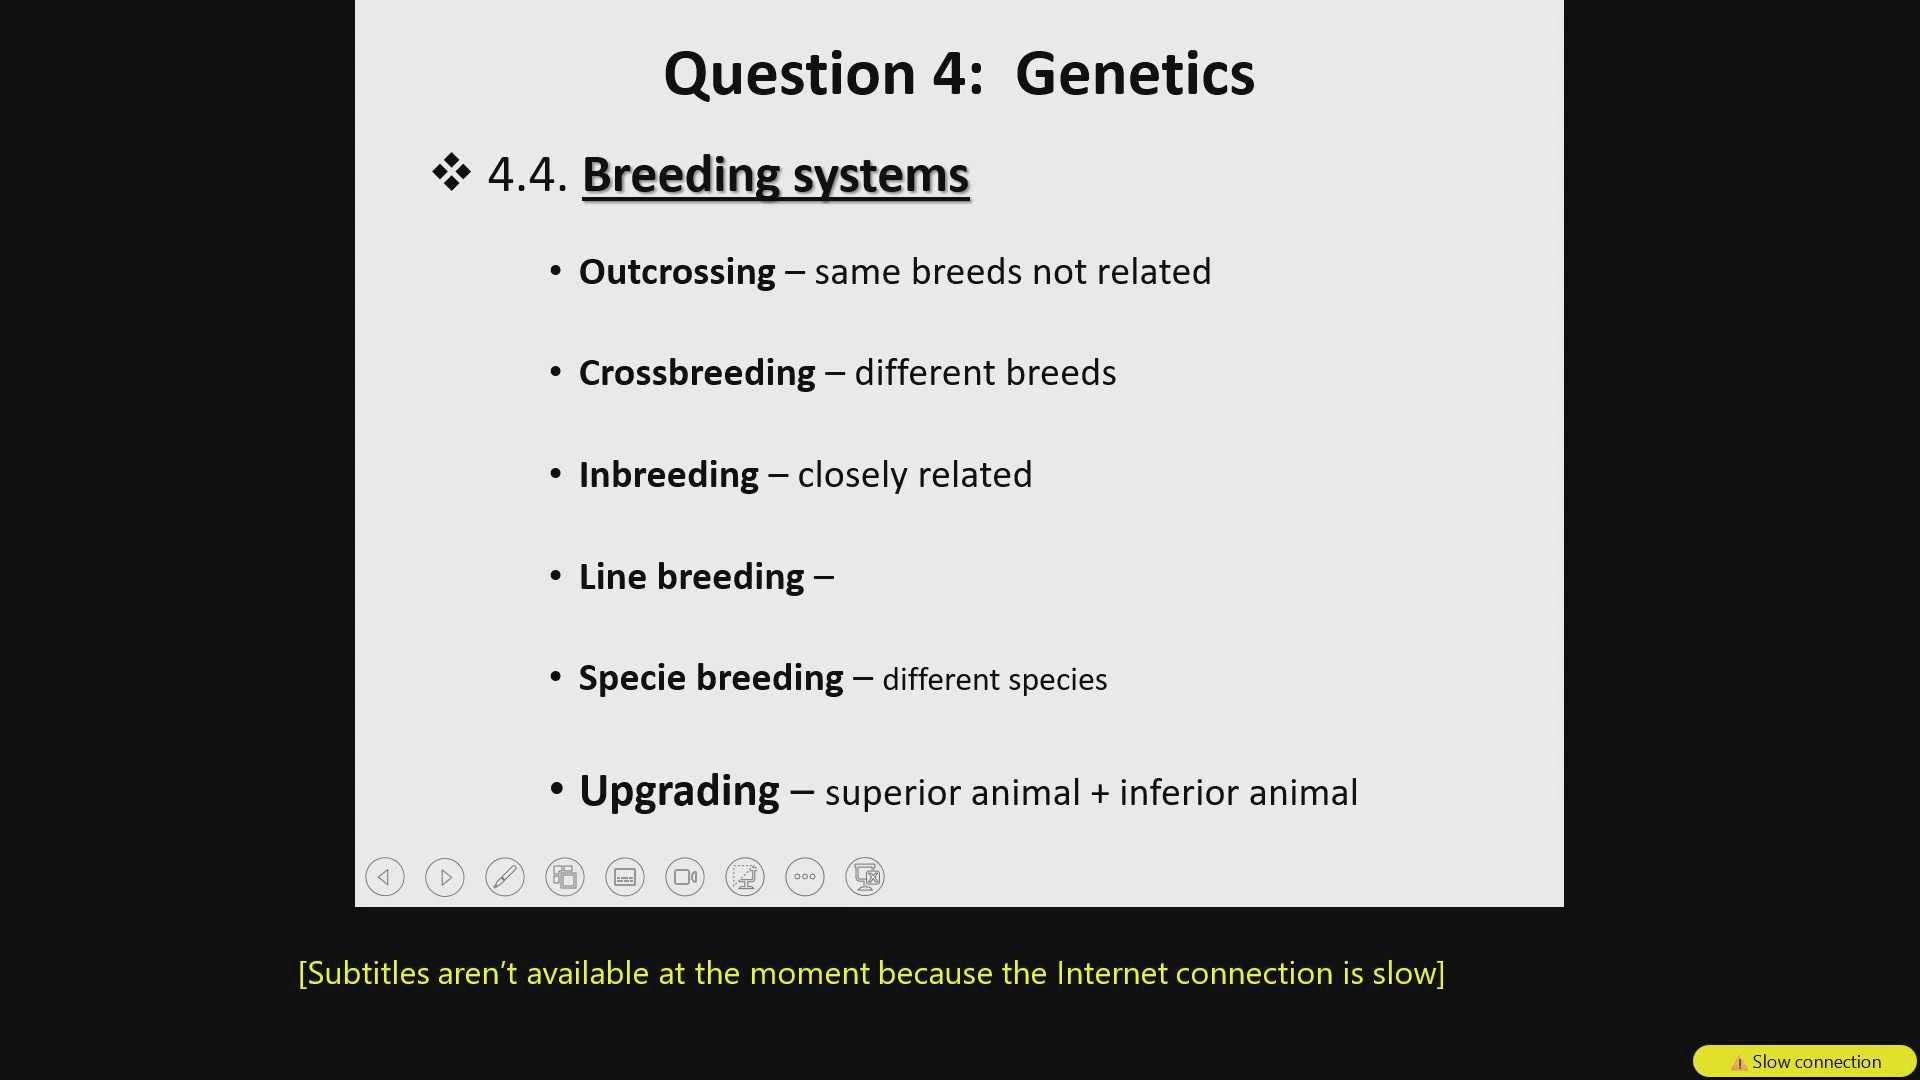 Question 4:  Genetics
❖ 4.4. Breeding systems
• Outcrossing – same breeds not related
• Crossbreeding – different breeds
• Inbreeding – closely related
• Line breeding –
• Specie breeding – different species
• Upgrading – superior animal + inferior animal
[Subtitles aren’t available at the moment because the Internet connection is slow]
⚠ Slow connection